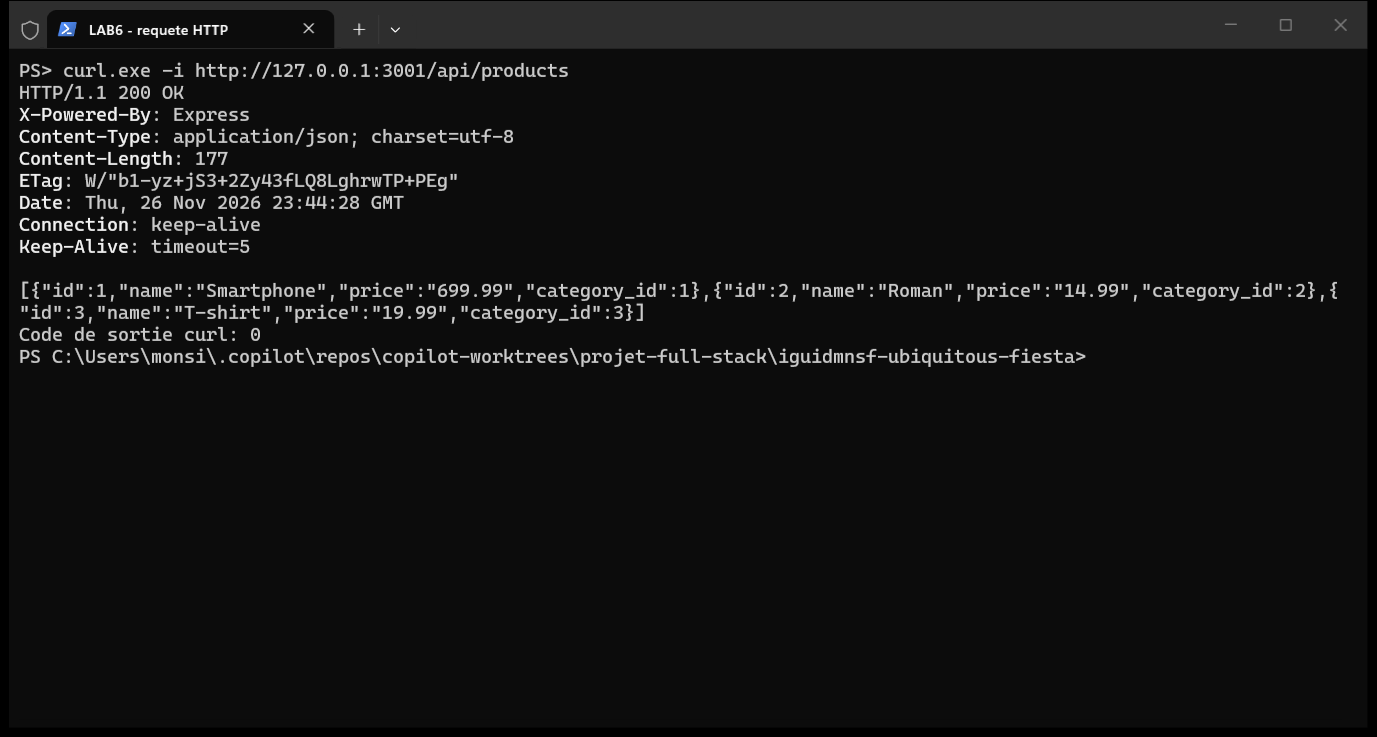 LAB6 - requete HTTP
PS> curl.exe -i http://127.0.0.1:3001/api/products
HTTP/1.1 200 OK
X-Powered-By: Express
Content-Type: application/json; charset=utf-8
Content-Length: 177
ETag: W/"b1-yz+jS3+2Zy43fLQ8LghrwTP+PEg"
Date: Thu, 26 Nov 2026 23:44:28 GMT
Connection: keep-alive
Keep-Alive: timeout=5
[{"id":1,"name":"Smartphone","price":"699.99","category_id":1},{"id":2,"name":"Roman","price":"14.99","category_id":2},{
"id":3,"name":"T-shirt","price":"19.99","category_id":3}]
Code de sortie curl: 0
PS C:\Users\monsi\.copilot\repos\copilot-worktrees\projet-full-stack\iguidmnsf-ubiquitous-fiesta>